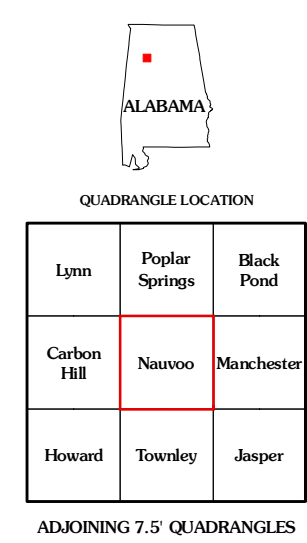 ALABAMA
QUADRANGLE LOCATION
Lynn
Poplar
Springs
Black
Pond
Carbon
Hill
Nauvoo
Manchester
Howard
Townley
Jasper
ADJOINING 7.5' QUADRANGLES